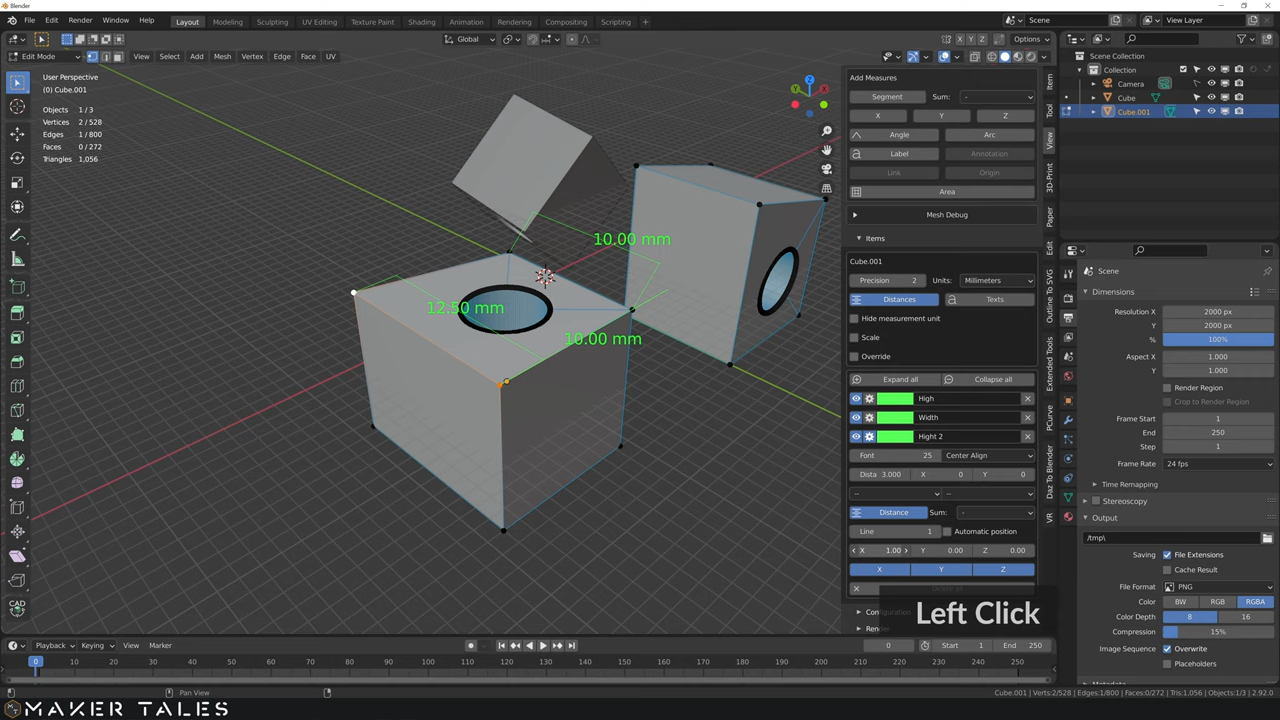 Blender
File Edit Render Window Help Layout Modeling Sculpting UV Editing Texture Paint Shading Animation Rendering Compositing Scripting + Scene View Layer
Global X Y Z Options
Edit Mode View Select Add Mesh Vertex Edge Face UV
User Perspective
(0) Cube.001
Objects 1 / 3
Vertices 2 / 528
Edges 1 / 800
Faces 0 / 272
Triangles 1,056
10.00 mm
12.50 mm
10.00 mm
Z
Y
X
Add Measures
Segment Sum: -
X Y Z
Angle Arc
Label Annotation
Link Origin
Area
Mesh Debug
Items
Cube.001
Precision 2 Units: Millimeters
Distances Texts
Hide measurement unit
Scale
Override
Expand all Collapse all
High
Width
Hight 2
Font 25 Center Align
Dista 3.000 X 0 Y 0
-- --
Distance Sum: -
Line 1 Automatic position
X 1.00 Y 0.00 Z 0.00
X Y Z
Left Click
Item
Tool
View
3D-Print
Paper
Edit
Outline To SVG
Extended Tools
PCurve
Daz To Blender
VR
Scene Collection
Collection
Camera
Cube
Cube.001
Scene
Dimensions
Resolution X 2000 px
Y 2000 px
% 100%
Aspect X 1.000
Y 1.000
Render Region
Crop to Render Region
Frame Start 1
End 250
Step 1
Frame Rate 24 fps
Time Remapping
Stereoscopy
Output
/tmp\
Saving File Extensions
Cache Result
File Format PNG
Color BW RGB RGBA
Color Depth 8 16
Compression 15%
Image Sequence Overwrite
Placeholders
CAD
Playback Keying View Marker 0 Start 1 End 250
0 10 20 30 40 50 60 70 80 90 100 110 120 130 140 150 160 170 180 190 200 210 220 230 240 250
Pan View
Cube.001 | Verts:2/528 | Edges:1/800 | Faces:0/272 | Tris:1,056 | Objects:1/3 | 2.92.0
MAKER TALES